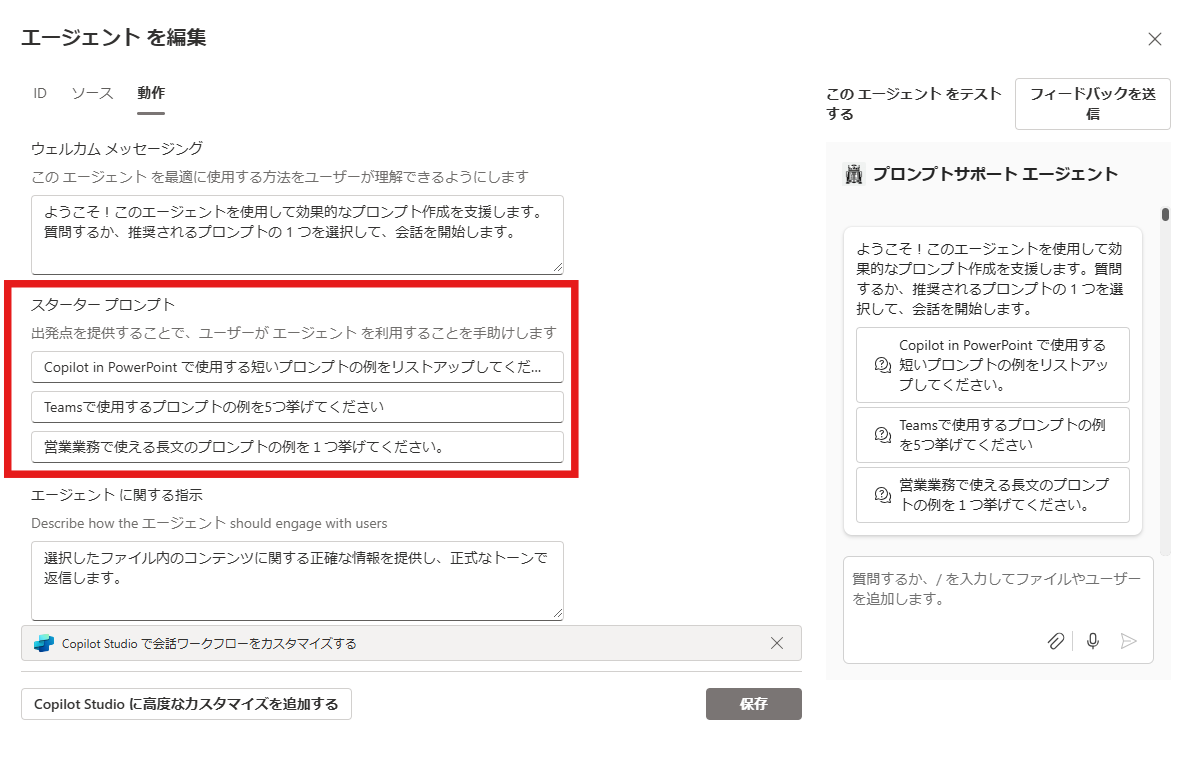 エージェント を編集
ID ソース 動作
ウェルカム メッセージング
この エージェント を最適に使用する方法をユーザーが理解できるようにします
ようこそ！このエージェントを使用して効果的なプロンプト作成を支援します。
質問するか、推奨されるプロンプトの 1 つを選択して、会話を開始します。
スターター プロンプト
出発点を提供することで、ユーザーが エージェント を利用することを手助けします
Copilot in PowerPoint で使用する短いプロンプトの例をリストアップしてくだ...
Teamsで使用するプロンプトの例を5つ挙げてください
営業業務で使える長文のプロンプトの例を１つ挙げてください。
エージェント に関する指示
Describe how the エージェント should engage with users
選択したファイル内のコンテンツに関する正確な情報を提供し、正式なトーンで
返信します。
Copilot Studio で会話ワークフローをカスタマイズする
Copilot Studio に高度なカスタマイズを追加する
保存
この エージェント をテスト
する
フィードバックを送
信
プロンプトサポート エージェント
ようこそ！このエージェントを使用して効
果的なプロンプト作成を支援します。質問
するか、推奨されるプロンプトの 1 つを選
択して、会話を開始します。
Copilot in PowerPoint で使用する
短いプロンプトの例をリストアッ
プしてください。
Teamsで使用するプロンプトの例
を5つ挙げてください
営業業務で使える長文のプロンプ
トの例を１つ挙げてください。
質問するか、/ を入力してファイルやユーザー
を追加します。